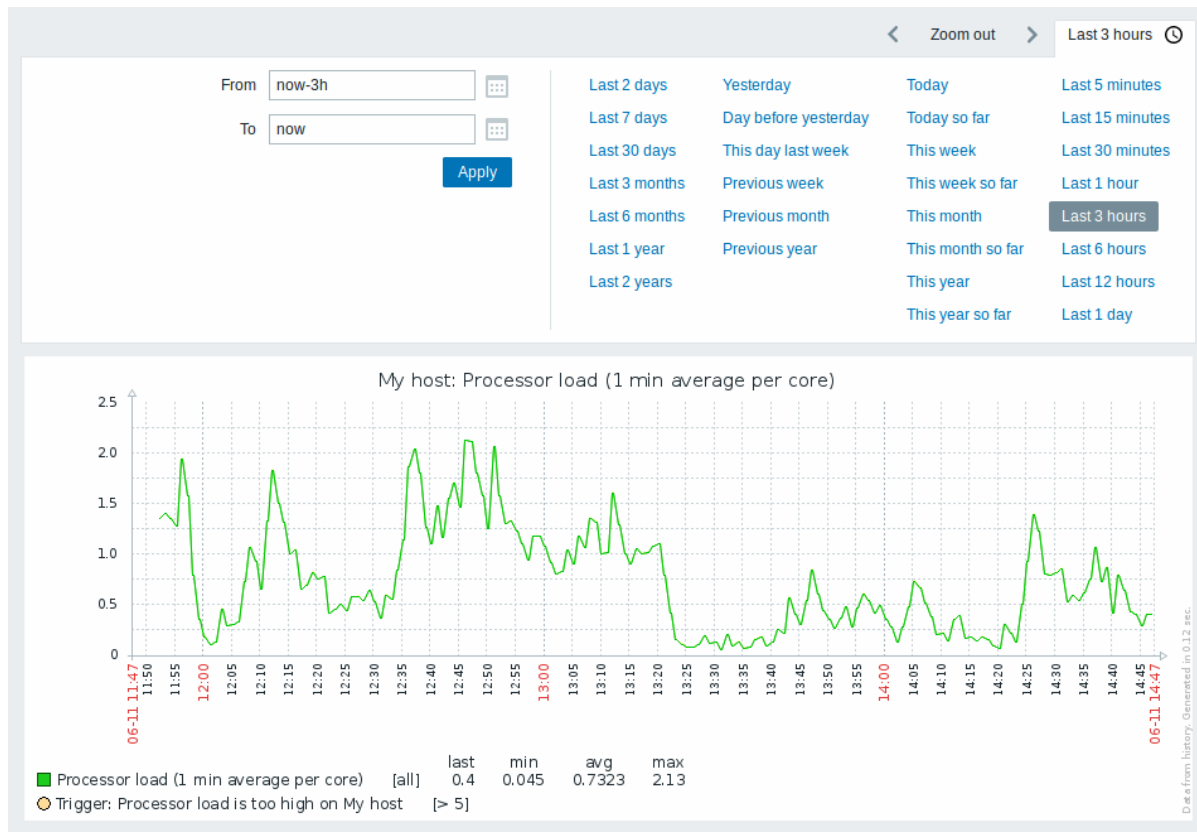 Zoom out Last 3 hours
From now-3h
To now
Apply
Last 2 days Yesterday Today Last 5 minutes
Last 7 days Day before yesterday Today so far Last 15 minutes
Last 30 days This day last week This week Last 30 minutes
Last 3 months Previous week This week so far Last 1 hour
Last 6 months Previous month This month Last 3 hours
Last 1 year Previous year This month so far Last 6 hours
Last 2 years This year Last 12 hours
This year so far Last 1 day
My host: Processor load (1 min average per core)
2.5
2.0
1.5
1.0
0.5
0
06-11 11:47 11:50 11:55 12:00 12:05 12:10 12:15 12:20 12:25 12:30 12:35 12:40 12:45 12:50 12:55 13:00 13:05 13:10 13:15 13:20 13:25 13:30 13:35 13:40 13:45 13:50 13:55 14:00 14:05 14:10 14:15 14:20 14:25 14:30 14:35 14:40 14:45 06-11 14:47
last min avg max
Processor load (1 min average per core) [all] 0.4 0.045 0.7323 2.13
Trigger: Processor load is too high on My host [> 5]
Data from history. Generated in 0.12 sec.